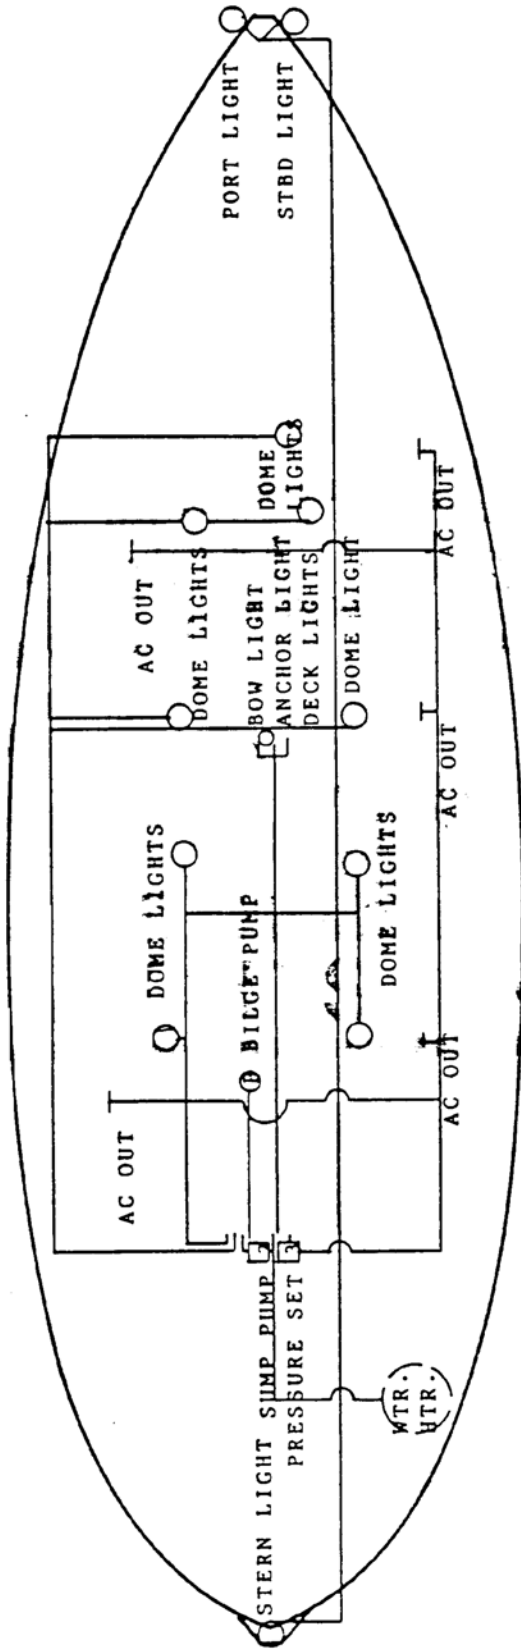 PORT LIGHT
STBD LIGHT
DOME
LIGHTS
AC OUT
DOME LIGHTS
BOW LIGHT
ANCHOR LIGHT
DECK LIGHTS
DOME LIGHT
AC OUT
DOME LIGHTS
BILGE PUMP
DOME LIGHTS
AC OUT
AC OUT
AC OUT
STERN LIGHT
SUMP PUMP
PRESSURE SET
WTR.
HTR.